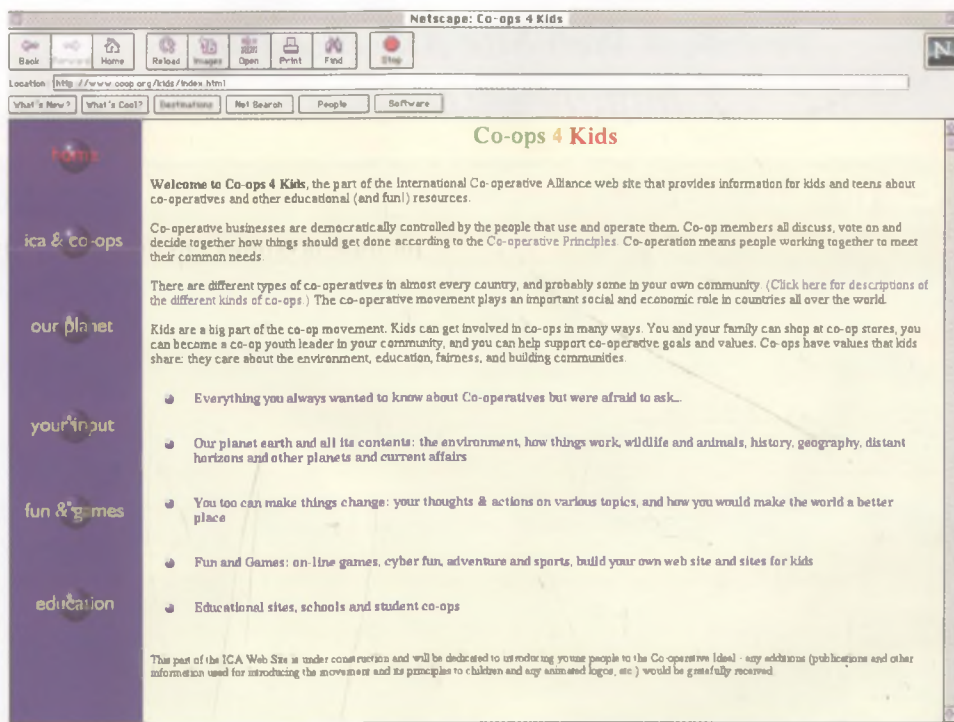 Netscape: Co-ops 4 Kids
Back Forward Home Reload Images Open Print Find Stop
N
Location: http://www.coop.org/kids/index.html
What's New? What's Cool? Destinations Net Search People Software
Co-ops 4 Kids
home
Welcome to Co-ops 4 Kids, the part of the International Co-operative Alliance web site that provides information for kids and teens about
co-operatives and other educational (and fun!) resources.
ica & co-ops
Co-operative businesses are democratically controlled by the people that use and operate them. Co-op members all discuss, vote on and
decide together how things should get done according to the Co-operative Principles. Co-operation means people working together to meet
their common needs.
There are different types of co-operatives in almost every country, and probably some in your own community. (Click here for descriptions of
the different kinds of co-ops.) The co-operative movement plays an important social and economic role in countries all over the world.
our planet
Kids are a big part of the co-op movement. Kids can get involved in co-ops in many ways. You and your family can shop at co-op stores, you
can become a co-op youth leader in your community, and you can help support co-operative goals and values. Co-ops have values that kids
share: they care about the environment, education, fairness, and building communities.
Everything you always wanted to know about Co-operatives but were afraid to ask...
your input
Our planet earth and all its contents: the environment, how things work, wildlife and animals, history, geography, distant
horizons and other planets and current affairs
fun & games
You too can make things change: your thoughts & actions on various topics, and how you would make the world a better
place
Fun and Games: on-line games, cyber fun, adventure and sports, build your own web site and sites for kids
education
Educational sites, schools and student co-ops
This part of the ICA Web Site is under construction and will be dedicated to introducing young people to the Co-operative Ideal - any additions (publications and other
information used for introducing the movement and its principles to children and any animated logos, etc.) would be gratefully received.